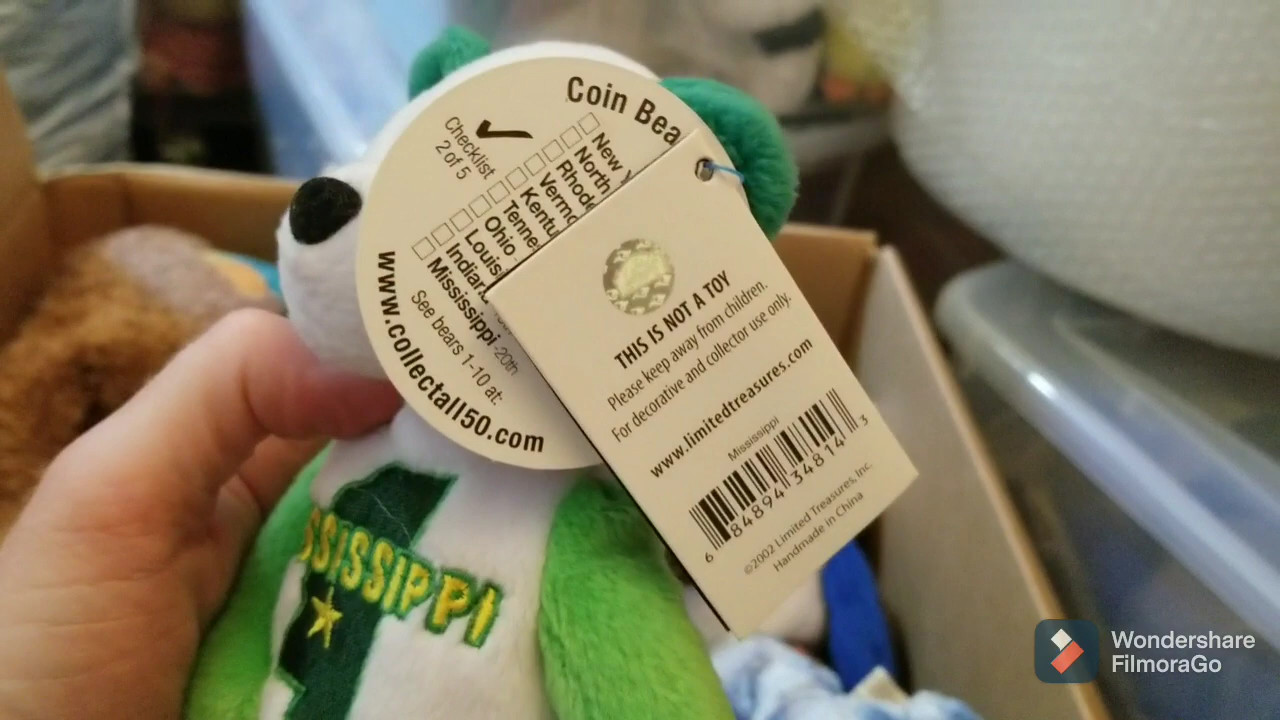 Coin Bea
Checklist
2 of 5
New
North
Rhode
Vermo
Kentu
Tenne
Ohio
Louis
Indian
Mississippi -20th
See bears 1-10 at:
www.collectall50.com
THIS IS NOT A TOY
Please keep away from children.
For decorative and collector use only.
www.limitedtreasures.com
Mississippi
6 84894 34814 3
©2002 Limited Treasures, Inc.
Handmade in China
SSISSIPPI
Wondershare
FilmoraGo